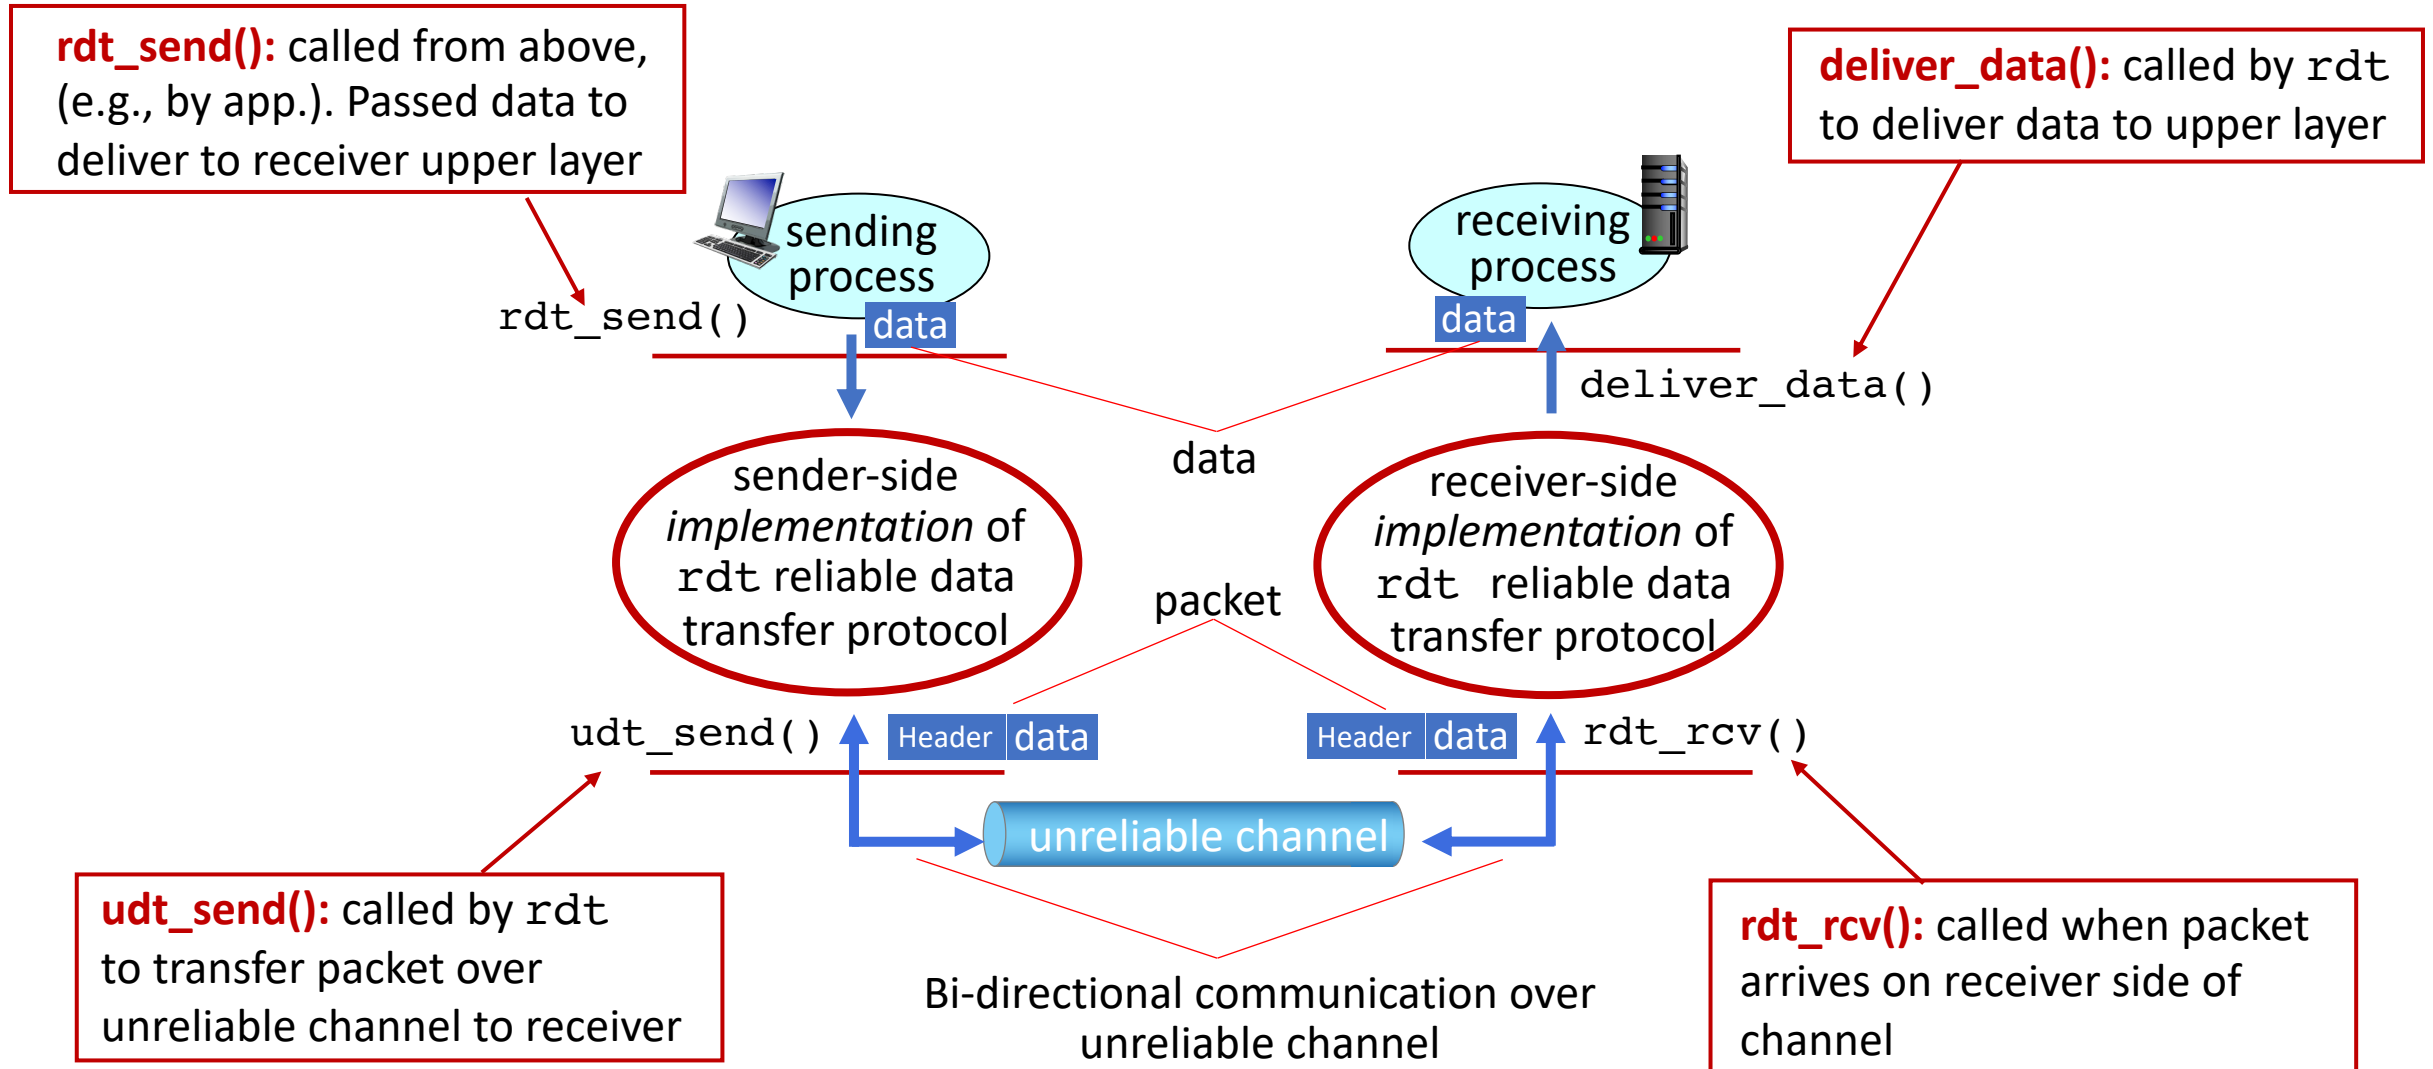 rdt_send(): called from above,
(e.g., by app.). Passed data to
deliver to receiver upper layer
deliver_data(): called by rdt
to deliver data to upper layer
sending
process
receiving
process
rdt_send()
data
data
deliver_data()
data
sender-side
implementation of
rdt reliable data
transfer protocol
receiver-side
implementation of
rdt reliable data
transfer protocol
packet
udt_send()
Header data
Header data
rdt_rcv()
unreliable channel
udt_send(): called by rdt
to transfer packet over
unreliable channel to receiver
Bi-directional communication over
unreliable channel
rdt_rcv(): called when packet
arrives on receiver side of
channel